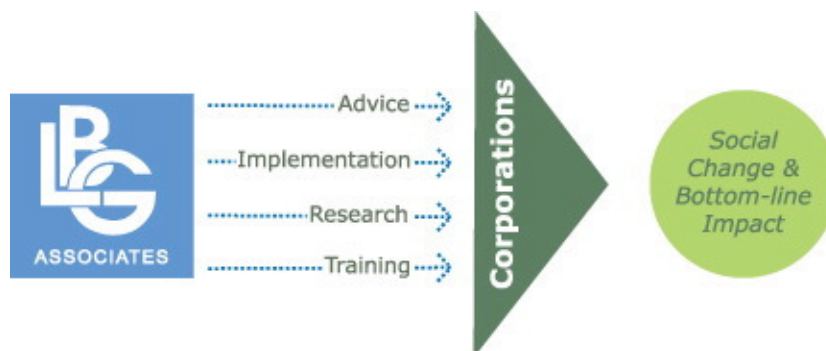 LBG
ASSOCIATES
Advice
Implementation
Research
Training
Corporations
Social
Change &
Bottom-line
Impact